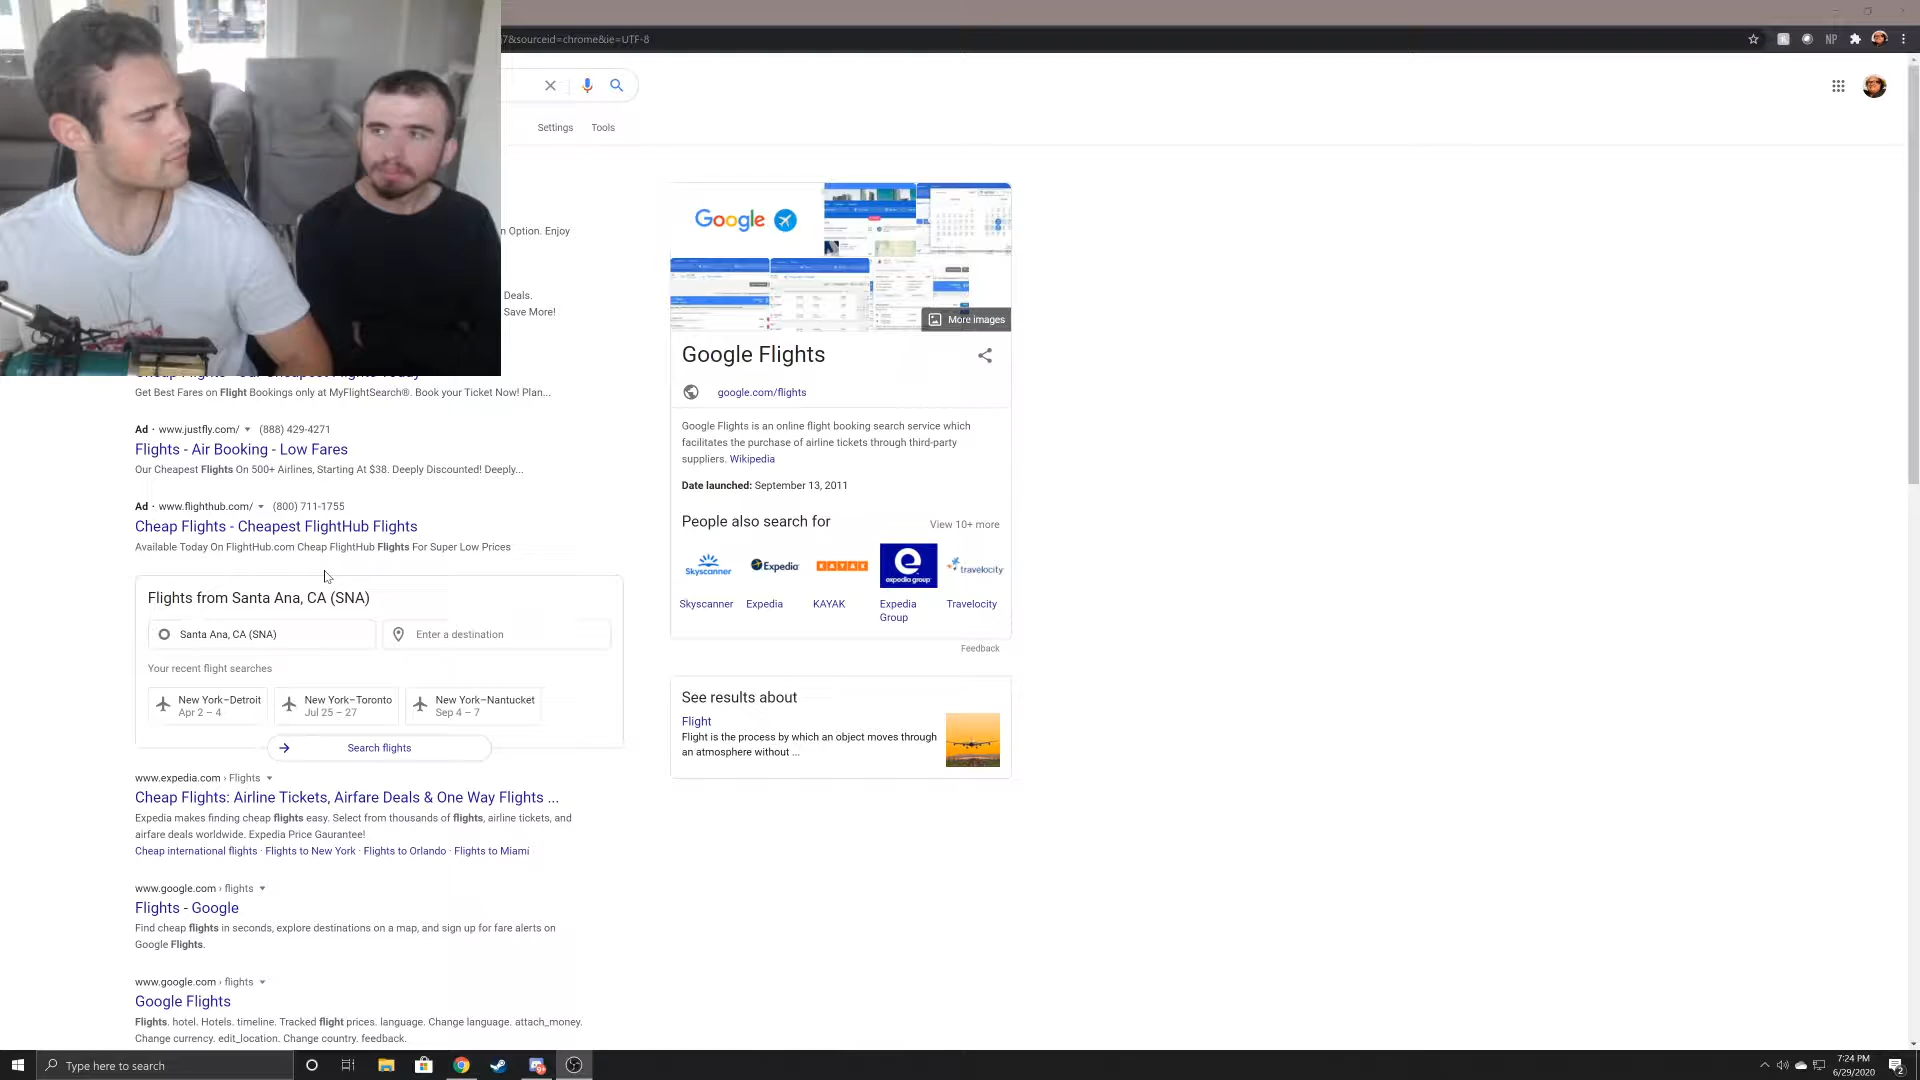 7&sourceid=chrome&ie=UTF-8
NP
Settings Tools
n Option. Enjoy
Deals.
Save More!
Get Best Fares on Flight Bookings only at MyFlightSearch®. Book your Ticket Now! Plan...
Ad · www.justfly.com/ (888) 429-4271
Flights - Air Booking - Low Fares
Our Cheapest Flights On 500+ Airlines, Starting At $38. Deeply Discounted! Deeply...
Ad · www.flighthub.com/ (800) 711-1755
Cheap Flights - Cheapest FlightHub Flights
Available Today On FlightHub.com Cheap FlightHub Flights For Super Low Prices
Flights from Santa Ana, CA (SNA)
Santa Ana, CA (SNA) Enter a destination
Your recent flight searches
New York–Detroit New York–Toronto New York–Nantucket
Apr 2 – 4 Jul 25 – 27 Sep 4 – 7
Search flights
www.expedia.com › Flights
Cheap Flights: Airline Tickets, Airfare Deals & One Way Flights ...
Expedia makes finding cheap flights easy. Select from thousands of flights, airline tickets, and
airfare deals worldwide. Expedia Price Gaurantee!
Cheap international flights · Flights to New York · Flights to Orlando · Flights to Miami
www.google.com › flights
Flights - Google
Find cheap flights in seconds, explore destinations on a map, and sign up for fare alerts on
Google Flights.
www.google.com › flights
Google Flights
Flights. hotel. Hotels. timeline. Tracked flight prices. language. Change language. attach_money.
Change currency. edit_location. Change country. feedback.
Google
More images
Google Flights
google.com/flights
Google Flights is an online flight booking search service which
facilitates the purchase of airline tickets through third-party
suppliers. Wikipedia
Date launched: September 13, 2011
People also search for View 10+ more
Skyscanner Expedia KAYAK expedia group travelocity
Skyscanner Expedia KAYAK Expedia Travelocity
Group
Feedback
See results about
Flight
Flight is the process by which an object moves through
an atmosphere without ...
Type here to search
7:24 PM
6/29/2020
2